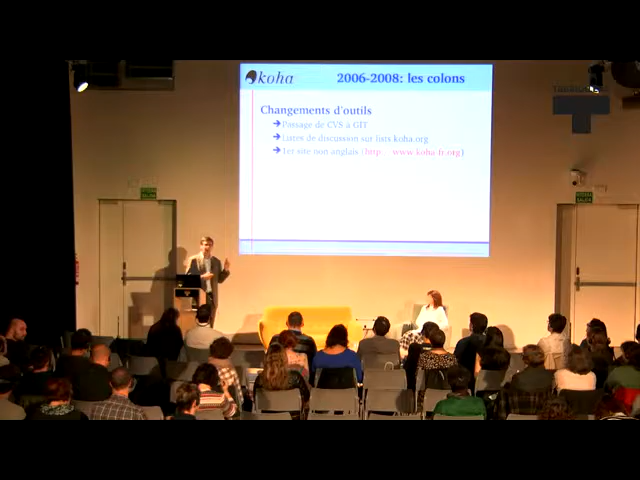 koha
2006-2008: les colons
Changements d'outils
➔Passage de CVS à GIT
➔Listes de discussion sur lists.koha.org
➔1er site non anglais (http://www.koha-fr.org)